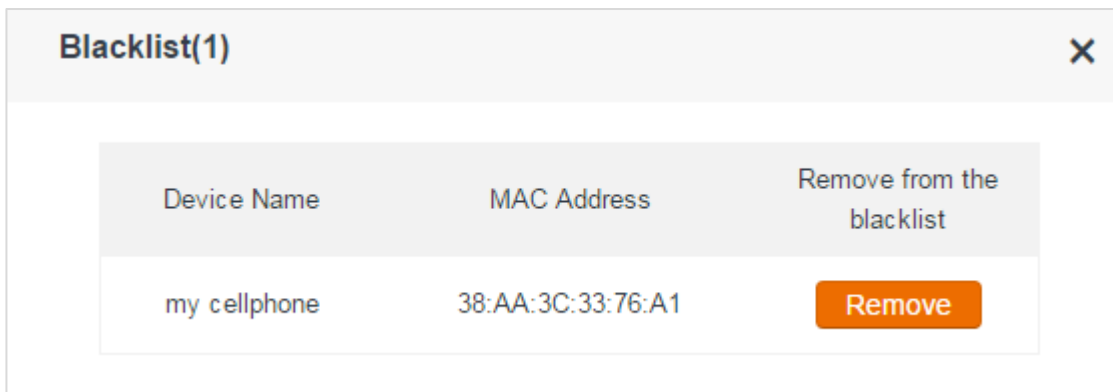 Blacklist(1)
Device Name MAC Address Remove from the
blacklist
my cellphone 38:AA:3C:33:76:A1 Remove